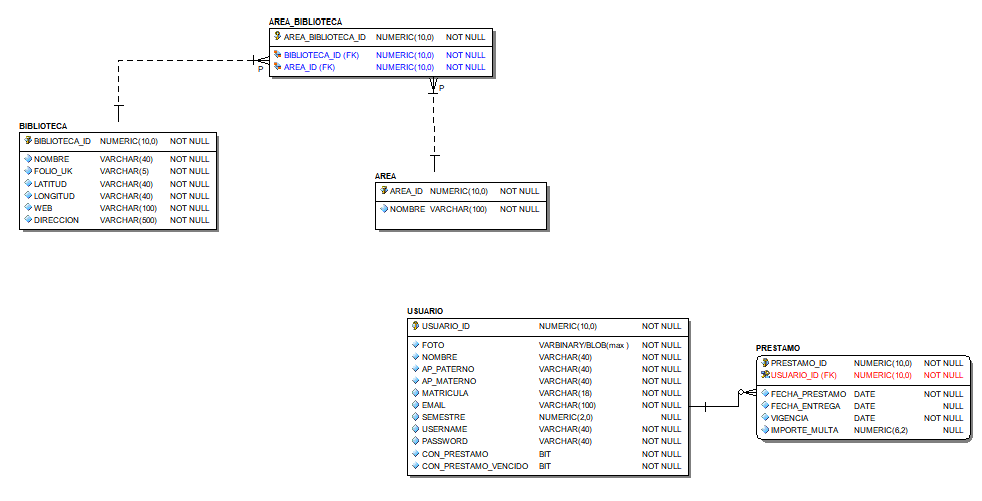 AREA_BIBLIOTECA
AREA_BIBLIOTECA_ID NUMERIC(10,0) NOT NULL
BIBLIOTECA_ID (FK) NUMERIC(10,0) NOT NULL
AREA_ID (FK) NUMERIC(10,0) NOT NULL
P
P
BIBLIOTECA
BIBLIOTECA_ID NUMERIC(10,0) NOT NULL
NOMBRE VARCHAR(40) NOT NULL
FOLIO_UK VARCHAR(5) NOT NULL
LATITUD VARCHAR(40) NOT NULL
LONGITUD VARCHAR(40) NOT NULL
WEB VARCHAR(100) NOT NULL
DIRECCION VARCHAR(500) NOT NULL
AREA
AREA_ID NUMERIC(10,0) NOT NULL
NOMBRE VARCHAR(100) NOT NULL
USUARIO
USUARIO_ID NUMERIC(10,0) NOT NULL
FOTO VARBINARY/BLOB(max ) NOT NULL
NOMBRE VARCHAR(40) NOT NULL
AP_PATERNO VARCHAR(40) NOT NULL
AP_MATERNO VARCHAR(40) NOT NULL
MATRICULA VARCHAR(18) NOT NULL
EMAIL VARCHAR(100) NOT NULL
SEMESTRE NUMERIC(2,0) NULL
USERNAME VARCHAR(40) NOT NULL
PASSWORD VARCHAR(40) NOT NULL
CON_PRESTAMO BIT NOT NULL
CON_PRESTAMO_VENCIDO BIT NOT NULL
PRESTAMO
PRESTAMO_ID NUMERIC(10,0) NOT NULL
USUARIO_ID (FK) NUMERIC(10,0) NOT NULL
FECHA_PRESTAMO DATE NOT NULL
FECHA_ENTREGA DATE NULL
VIGENCIA DATE NOT NULL
IMPORTE_MULTA NUMERIC(6,2) NULL